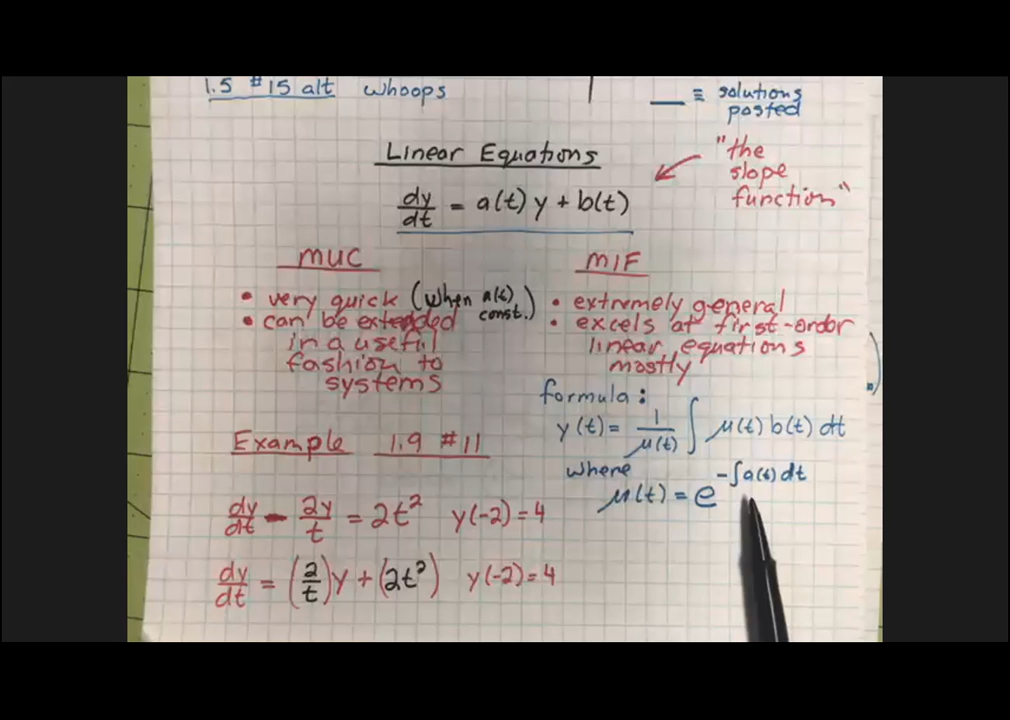 1.5 #15 alt whoops
≡ solutions
posted
Linear Equations
"the
slope
function"
dy/dt = a(t) y + b(t)
MUC
• very quick (when a(t) const.)
• can be extended
in a useful
fashion to
systems
MIF
• extremely general
• excels at first-order
linear equations
mostly
formula:
y(t) = 1/μ(t) ∫ μ(t) b(t) dt
where
μ(t) = e^{-∫a(t) dt}
Example 1.9 #11
dy/dt - 2y/t = 2t² y(-2) = 4
dy/dt = (2/t)y + (2t²) y(-2) = 4